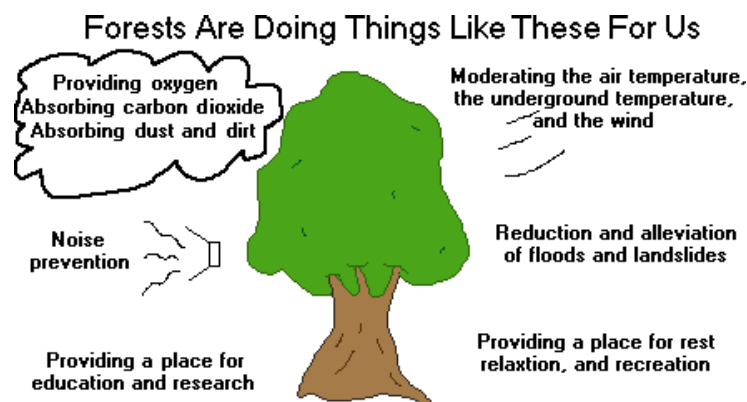 Forests Are Doing Things Like These For Us
Providing oxygen
Absorbing carbon dioxide
Absorbing dust and dirt
Moderating the air temperature,
the underground temperature,
and the wind
Noise
prevention
Reduction and alleviation
of floods and landslides
Providing a place for
education and research
Providing a place for rest
relaxtion, and recreation